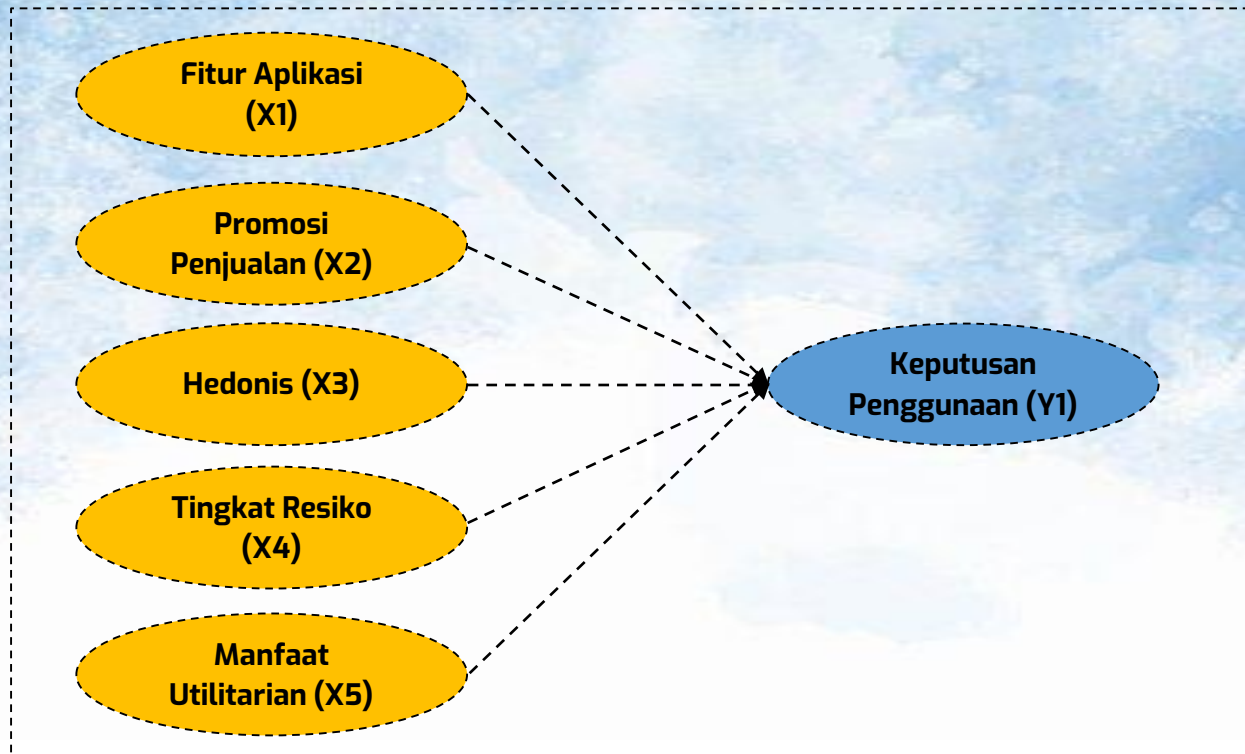 Fitur Aplikasi
(X1)
Promosi
Penjualan (X2)
Hedonis (X3)
Tingkat Resiko
(X4)
Manfaat
Utilitarian (X5)
Keputusan
Penggunaan (Y1)